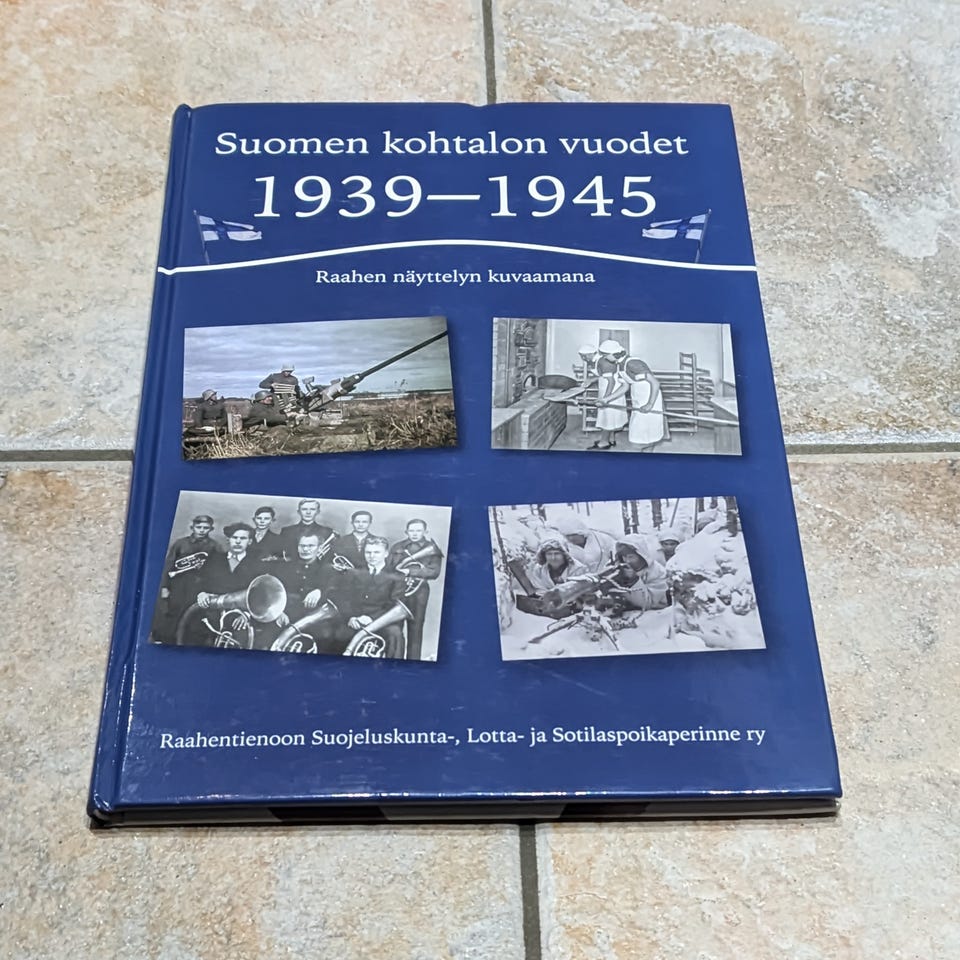 Suomen kohtalon vuodet
1939–1945
Raahen näyttelyn kuvaamana
Raahentienoon Suojeluskunta-, Lotta- ja Sotilaspoikaperinne ry